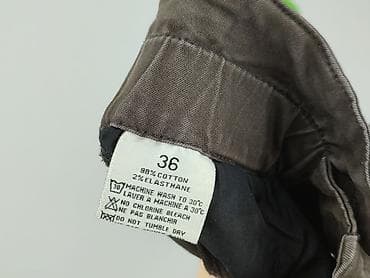 36
98% COTTON
2% ELASTHANE
30 MACHINE WASH TO 30°C
LAVER A MACHINE A 30°C
NO CHLORINE BLEACH
NE PAS BLANCHIR
DO NOT TUMBLE DRY